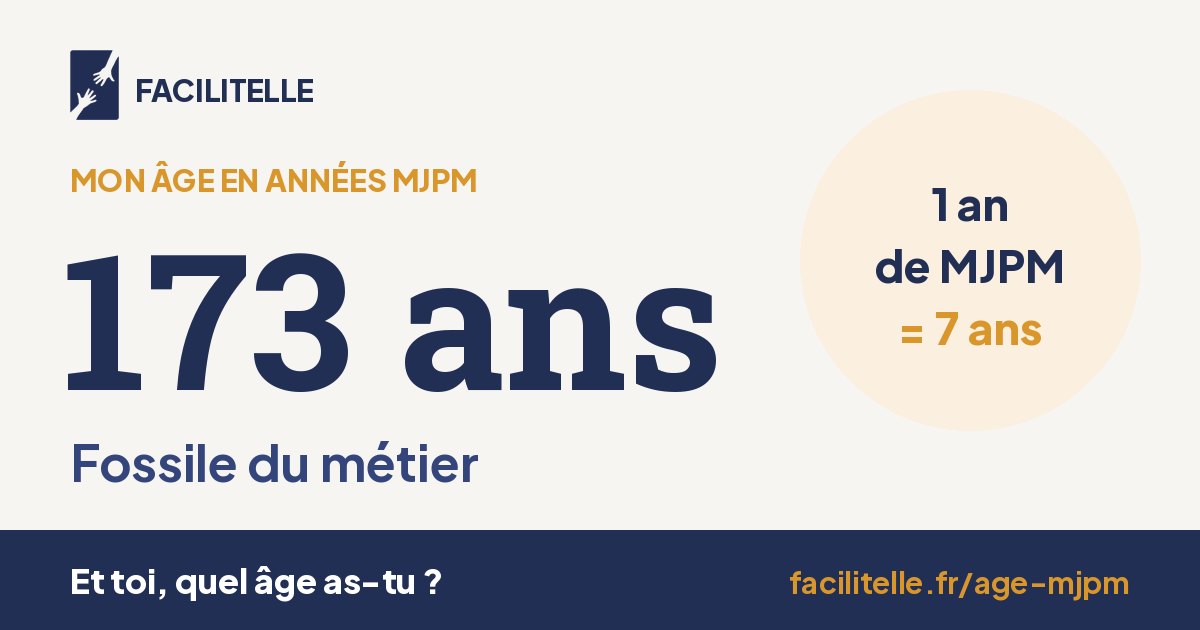 FACILITELLE
MON ÂGE EN ANNÉES MJPM
173 ans
Fossile du métier
1 an
de MJPM
= 7 ans
Et toi, quel âge as-tu ?
facilitelle.fr/age-mjpm